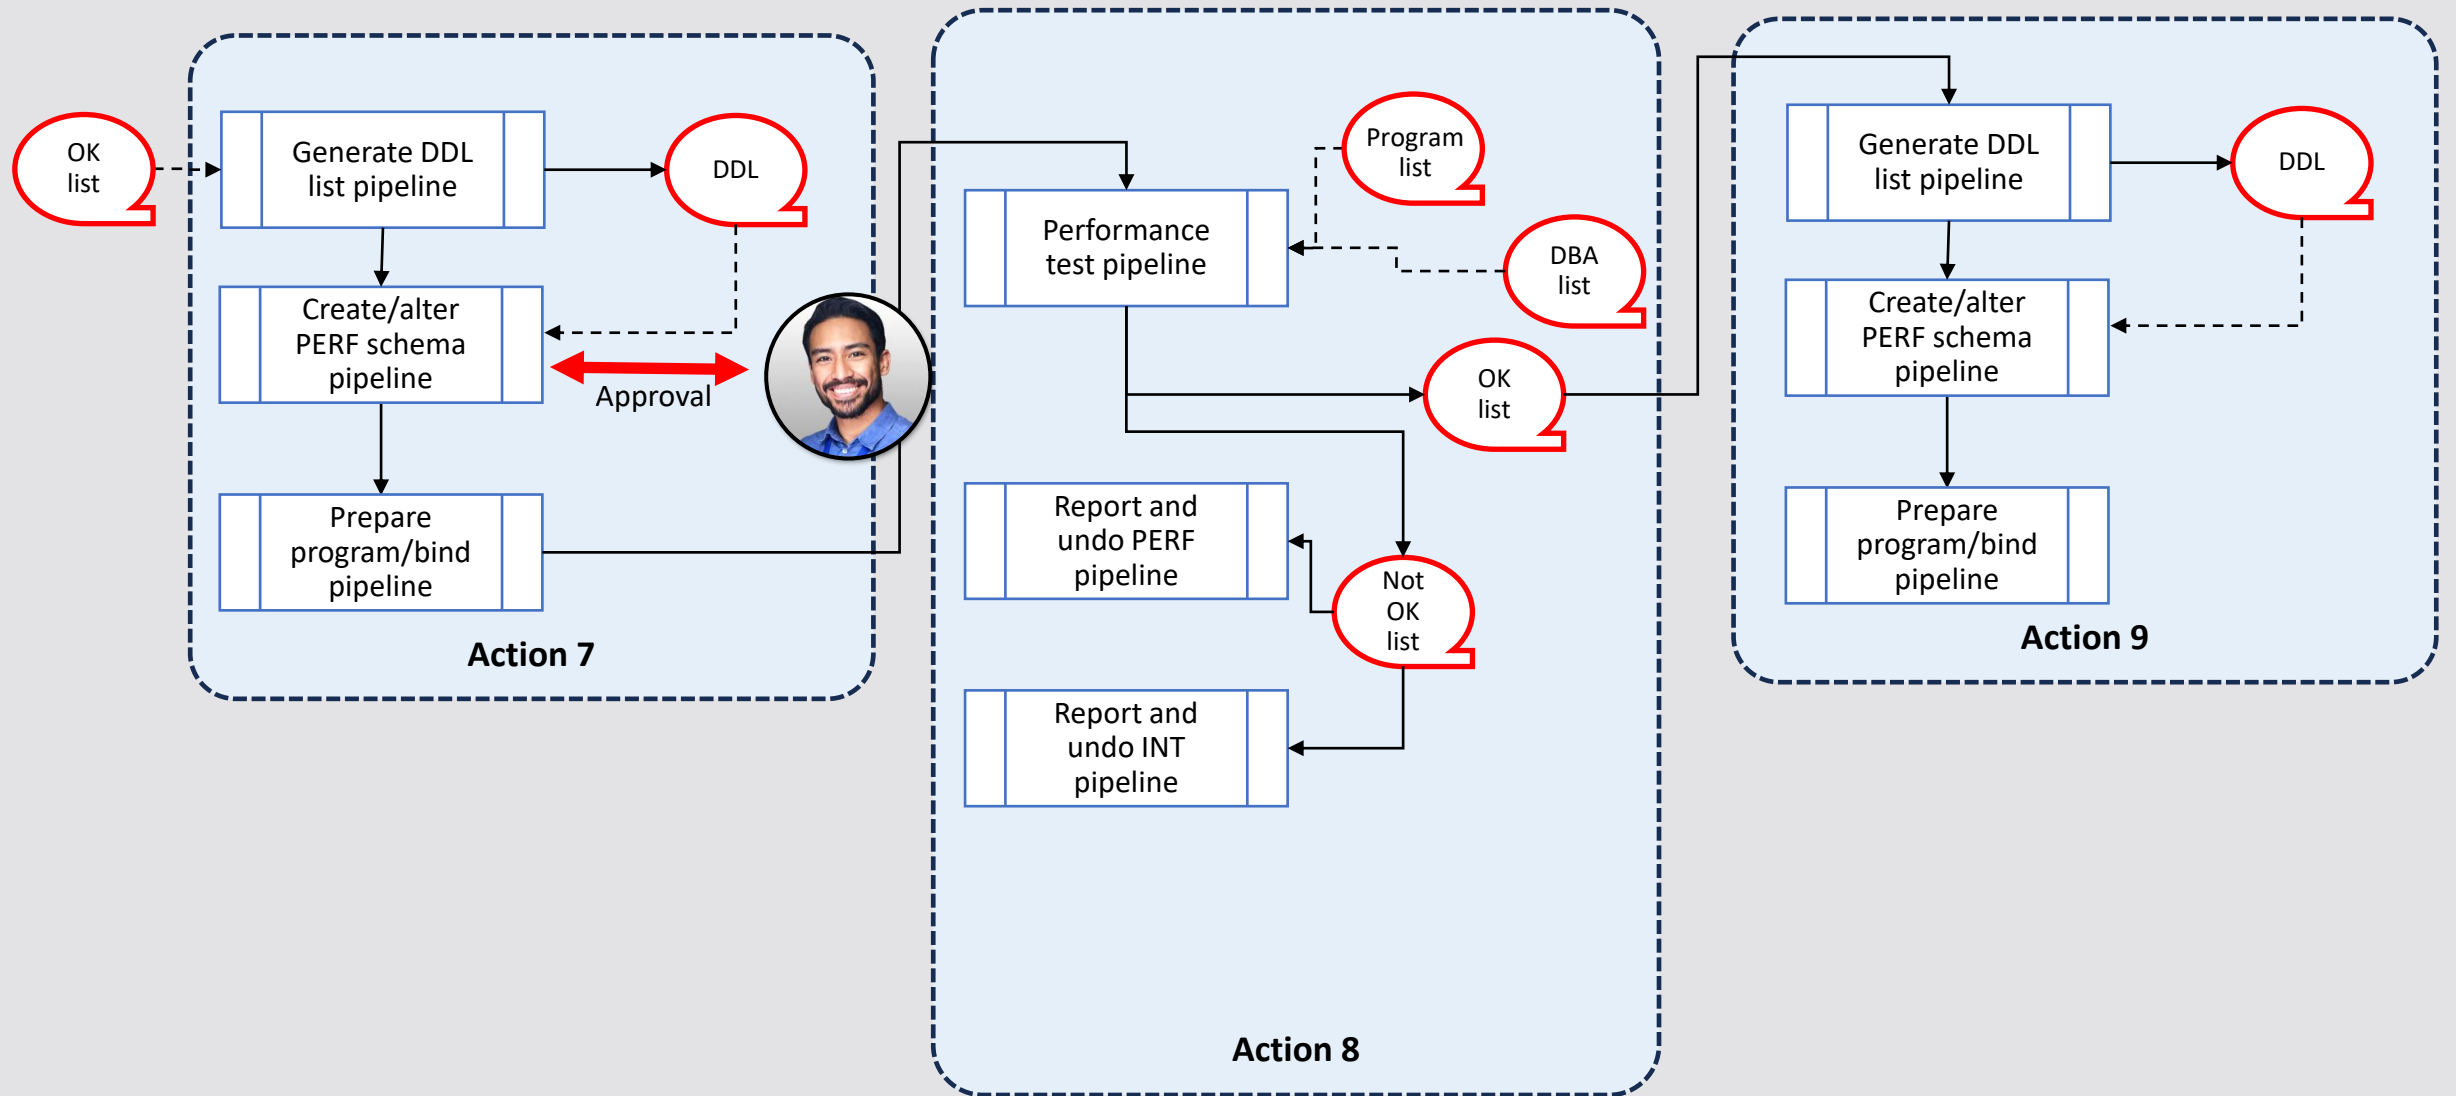 OK
list
Generate DDL
list pipeline
DDL
Create/alter
PERF schema
pipeline
Approval
Prepare
program/bind
pipeline
Action 7
Program
list
Performance
test pipeline
DBA
list
OK
list
Report and
undo PERF
pipeline
Not
OK
list
Report and
undo INT
pipeline
Action 8
Generate DDL
list pipeline
DDL
Create/alter
PERF schema
pipeline
Prepare
program/bind
pipeline
Action 9